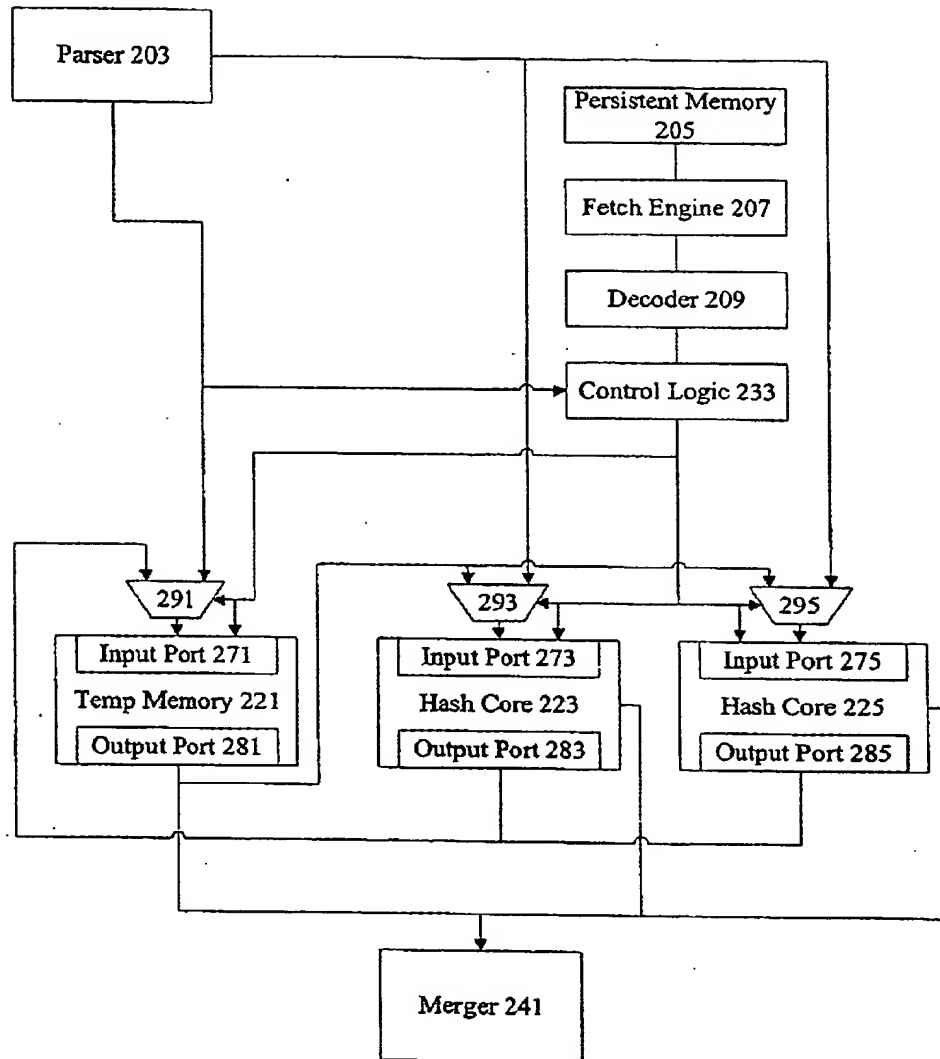 Parser 203
Persistent Memory
205
Fetch Engine 207
Decoder 209
Control Logic 233
291
293
295
Input Port 271
Temp Memory 221
Output Port 281
Input Port 273
Hash Core 223
Output Port 283
Input Port 275
Hash Core 225
Output Port 285
Merger 241